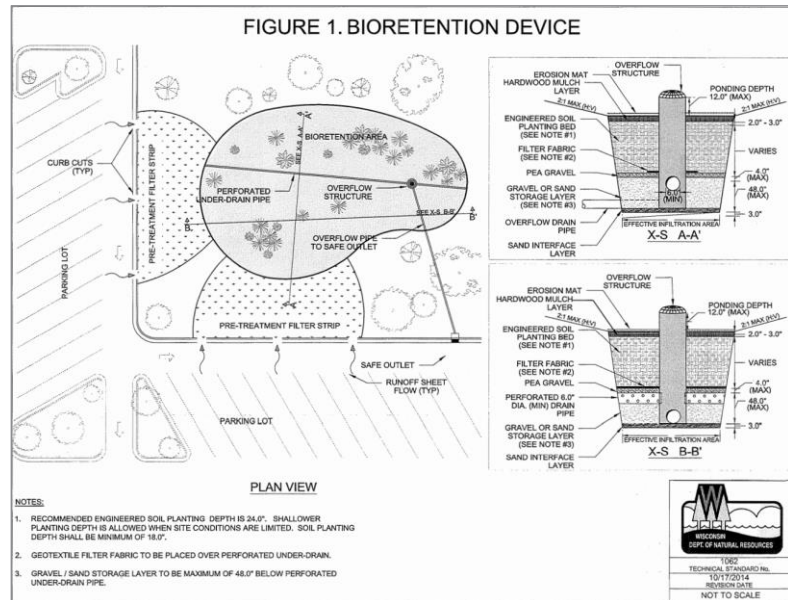 FIGURE 1. BIORETENTION DEVICE
CURB CUTS
(TYP)
PARKING LOT
PRE-TREATMENT FILTER STRIP
BIORETENTION AREA
A'
SEE X-S A-A'
PERFORATED
UNDER-DRAIN PIPE
OVERFLOW
STRUCTURE
B
SEE X-S B-B'
B'
OVERFLOW PIPE
TO SAFE OUTLET
A
PRE-TREATMENT FILTER STRIP
SAFE OUTLET
RUNOFF SHEET
FLOW (TYP)
PARKING LOT
PLAN VIEW
OVERFLOW
STRUCTURE
EROSION MAT
HARDWOOD MULCH
LAYER
2:1 MAX (H:V)
ENGINEERED SOIL
PLANTING BED
(SEE NOTE #1)
FILTER FABRIC
(SEE NOTE #2)
PEA GRAVEL
GRAVEL OR SAND
STORAGE LAYER
(SEE NOTE #3)
OVERFLOW DRAIN
PIPE
SAND INTERFACE
LAYER
PONDING DEPTH
12.0" (MAX)
2:1 MAX (H:V)
2.0" - 3.0"
VARIES
4.0"
(MAX)
48.0"
(MAX)
3.0"
6.0"
(MIN)
EFFECTIVE INFILTRATION AREA
X-S A-A'
OVERFLOW
STRUCTURE
EROSION MAT
HARDWOOD MULCH
LAYER
2:1 MAX (H:V)
ENGINEERED SOIL
PLANTING BED
(SEE NOTE #1)
FILTER FABRIC
(SEE NOTE #2)
PEA GRAVEL
PERFORATED 6.0"
DIA. (MIN) DRAIN
PIPE
GRAVEL OR SAND
STORAGE LAYER
(SEE NOTE #3)
SAND INTERFACE
LAYER
PONDING DEPTH
12.0" (MAX)
2:1 MAX (H:V)
2.0" - 3.0"
VARIES
4.0"
(MAX)
48.0"
(MAX)
3.0"
EFFECTIVE INFILTRATION AREA
X-S B-B'
NOTES:
1. RECOMMENDED ENGINEERED SOIL PLANTING DEPTH IS 24.0". SHALLOWER
PLANTING DEPTH IS ALLOWED WHEN SITE CONDITIONS ARE LIMITED. SOIL PLANTING
DEPTH SHALL BE MINIMUM OF 18.0".
2. GEOTEXTILE FILTER FABRIC TO BE PLACED OVER PERFORATED UNDER-DRAIN.
3. GRAVEL / SAND STORAGE LAYER TO BE MAXIMUM OF 48.0" BELOW PERFORATED
UNDER-DRAIN PIPE.
WISCONSIN
DEPT. OF NATURAL RESOURCES
1062
TECHNICAL STANDARD No.
10/17/2014
REVISION DATE
NOT TO SCALE